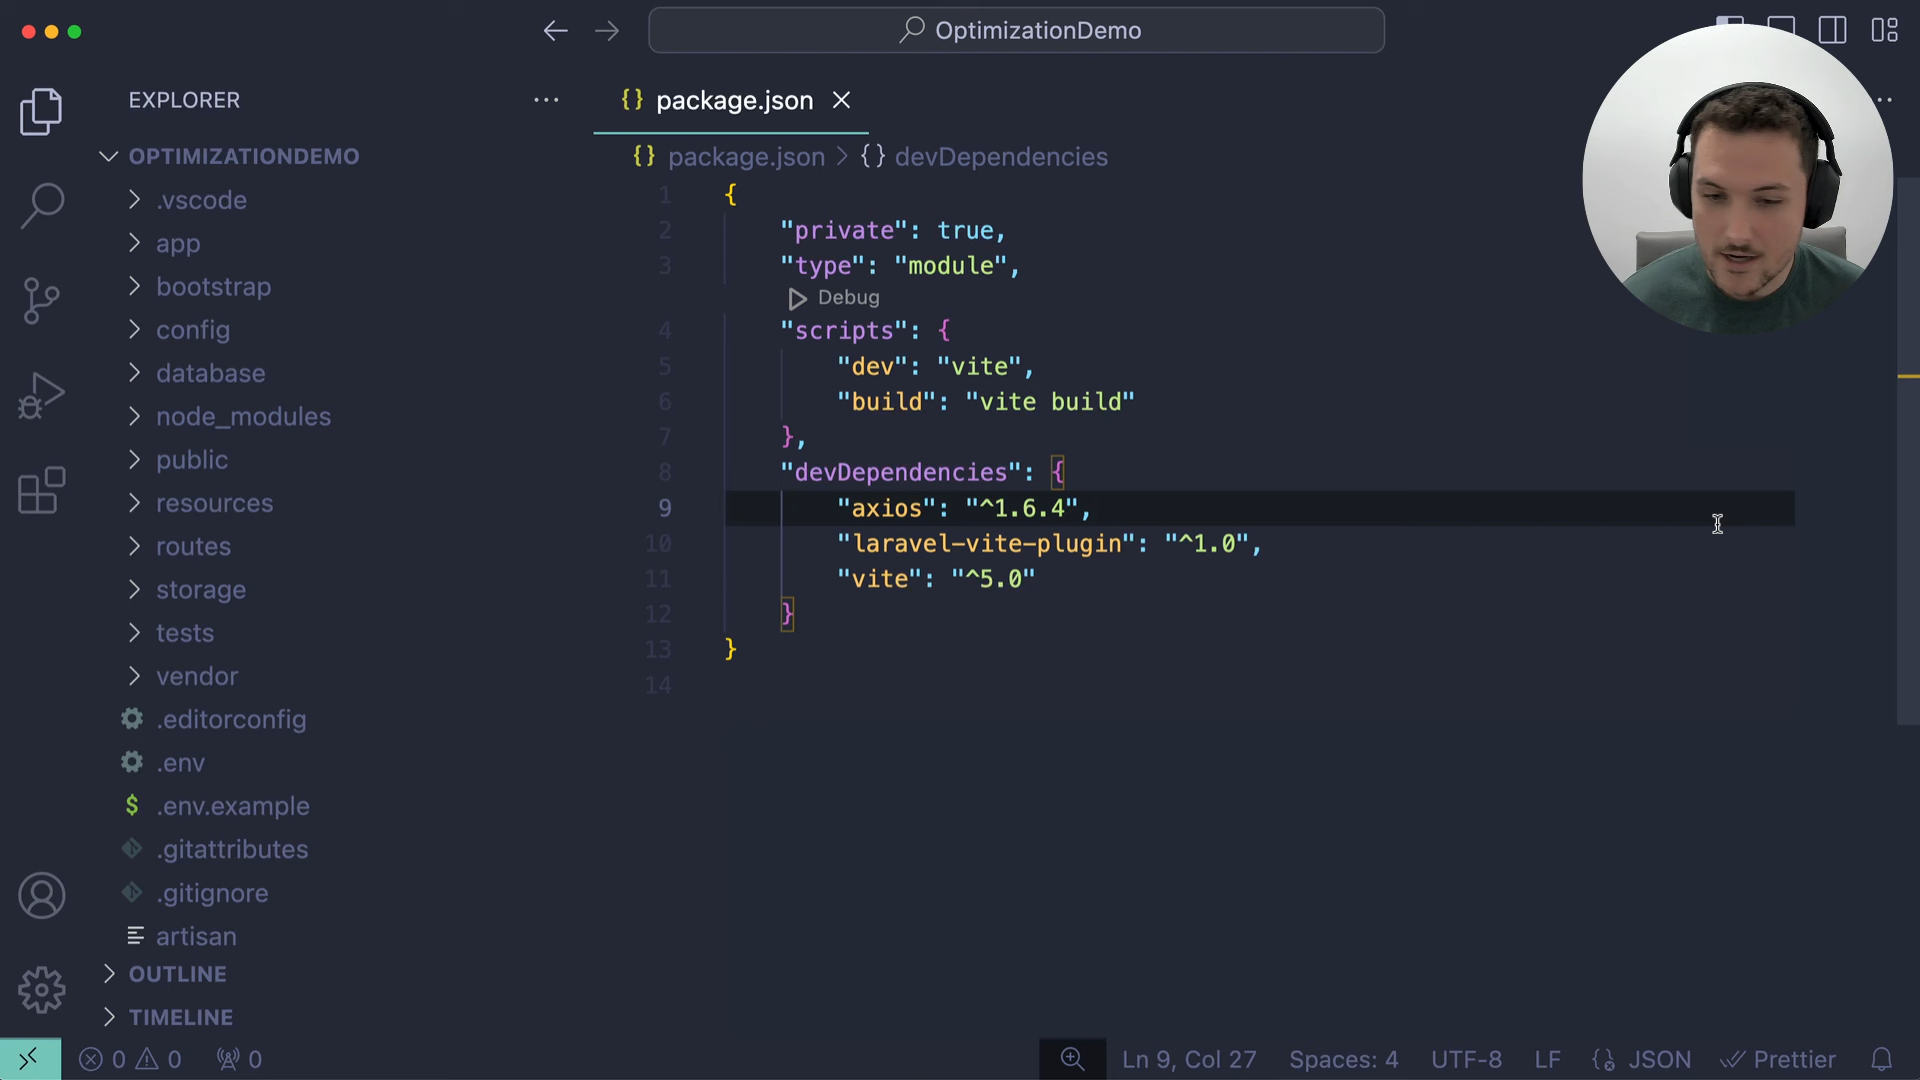 OptimizationDemo
EXPLORER
package.json
OPTIMIZATIONDEMO
package.json > {} devDependencies
.vscode
app
bootstrap
config
database
node_modules
public
resources
routes
storage
tests
vendor
.editorconfig
.env
.env.example
.gitattributes
.gitignore
artisan
OUTLINE
TIMELINE
1 {
2 "private": true,
3 "type": "module",
Debug
4 "scripts": {
5 "dev": "vite",
6 "build": "vite build"
7 },
8 "devDependencies": {
9 "axios": "^1.6.4",
10 "laravel-vite-plugin": "^1.0",
11 "vite": "^5.0"
12 }
13 }
14
0 0 0 Ln 9, Col 27 Spaces: 4 UTF-8 LF JSON Prettier